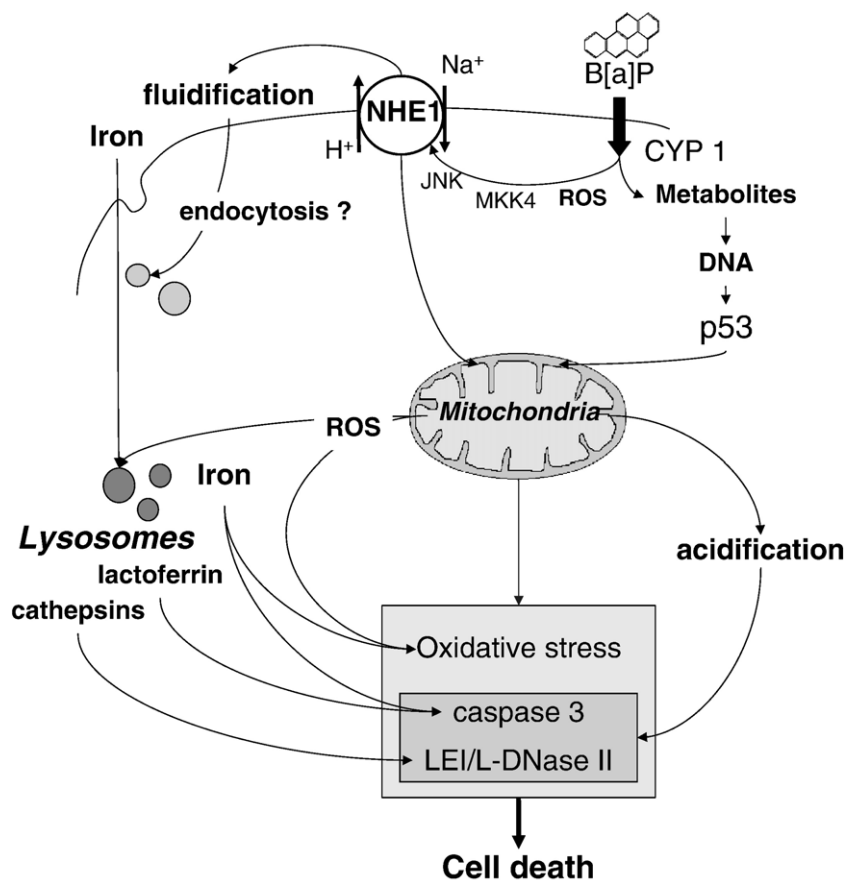 B[a]P
Na⁺
fluidification
NHE1
Iron
H⁺
CYP 1
JNK
MKK4
ROS
Metabolites
endocytosis ?
DNA
p53
Mitochondria
ROS
Iron
Lysosomes
acidification
lactoferrin
cathepsins
Oxidative stress
caspase 3
LEI/L-DNase II
Cell death